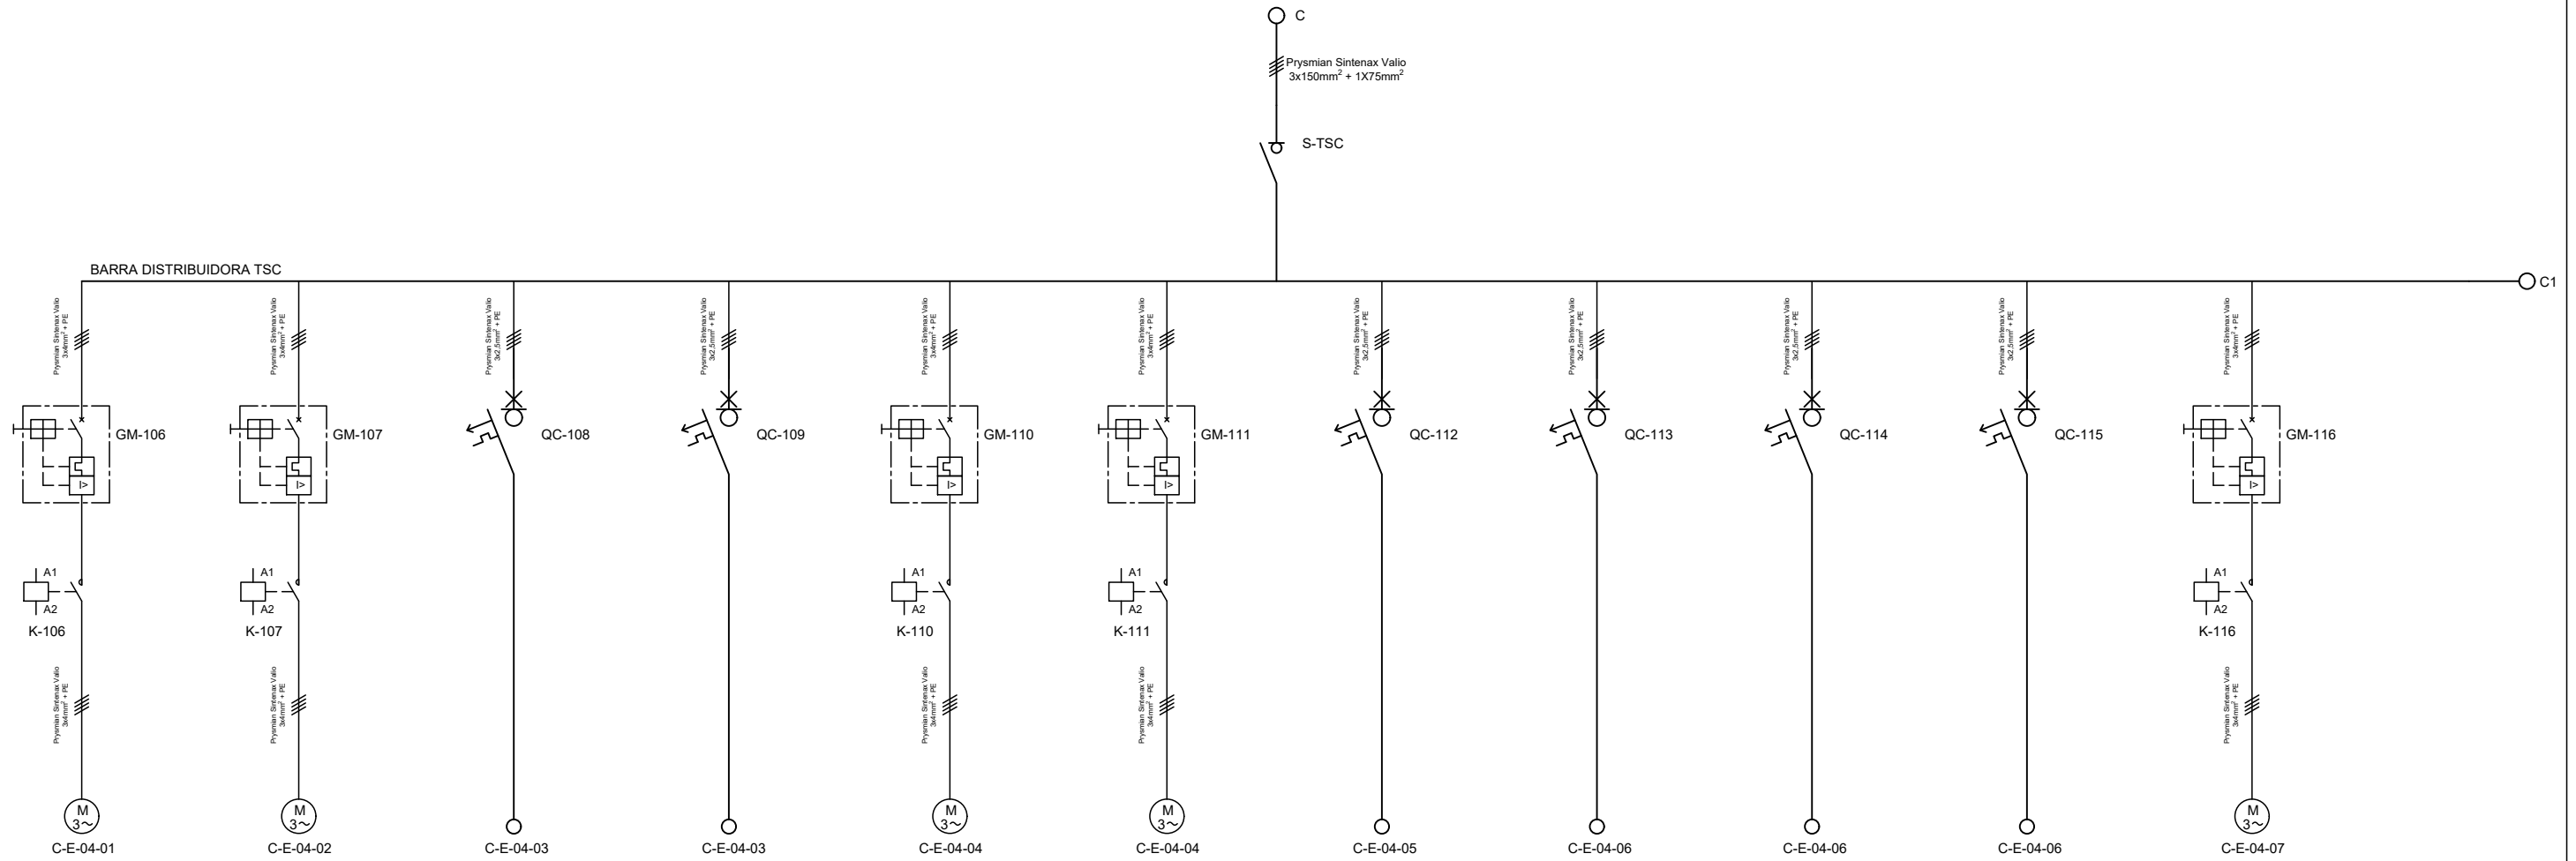 C
Prysmian Sintenax Valio
3x150mm² + 1X75mm²
S-TSC
BARRA DISTRIBUIDORA TSC
C1
Prysmian Sintenax Valio
3x4mm² + PE
Prysmian Sintenax Valio
3x4mm² + PE
Prysmian Sintenax Valio
3x2,5mm² + PE
Prysmian Sintenax Valio
3x2,5mm² + PE
Prysmian Sintenax Valio
3x4mm² + PE
Prysmian Sintenax Valio
3x4mm² + PE
Prysmian Sintenax Valio
3x2,5mm² + PE
Prysmian Sintenax Valio
3x2,5mm² + PE
Prysmian Sintenax Valio
3x2,5mm² + PE
Prysmian Sintenax Valio
3x2,5mm² + PE
Prysmian Sintenax Valio
3x4mm² + PE
GM-106
GM-107
QC-108
QC-109
GM-110
GM-111
QC-112
QC-113
QC-114
QC-115
GM-116
I>
I>
I>
I>
I>
A1
A1
A1
A1
A1
A2
A2
A2
A2
A2
K-106
K-107
K-110
K-111
K-116
Prysmian Sintenax Valio
3x4mm² + PE
Prysmian Sintenax Valio
3x4mm² + PE
Prysmian Sintenax Valio
3x4mm² + PE
Prysmian Sintenax Valio
3x4mm² + PE
Prysmian Sintenax Valio
3x4mm² + PE
M
3~
M
3~
M
3~
M
3~
M
3~
C-E-04-01
C-E-04-02
C-E-04-03
C-E-04-03
C-E-04-04
C-E-04-04
C-E-04-05
C-E-04-06
C-E-04-06
C-E-04-06
C-E-04-07